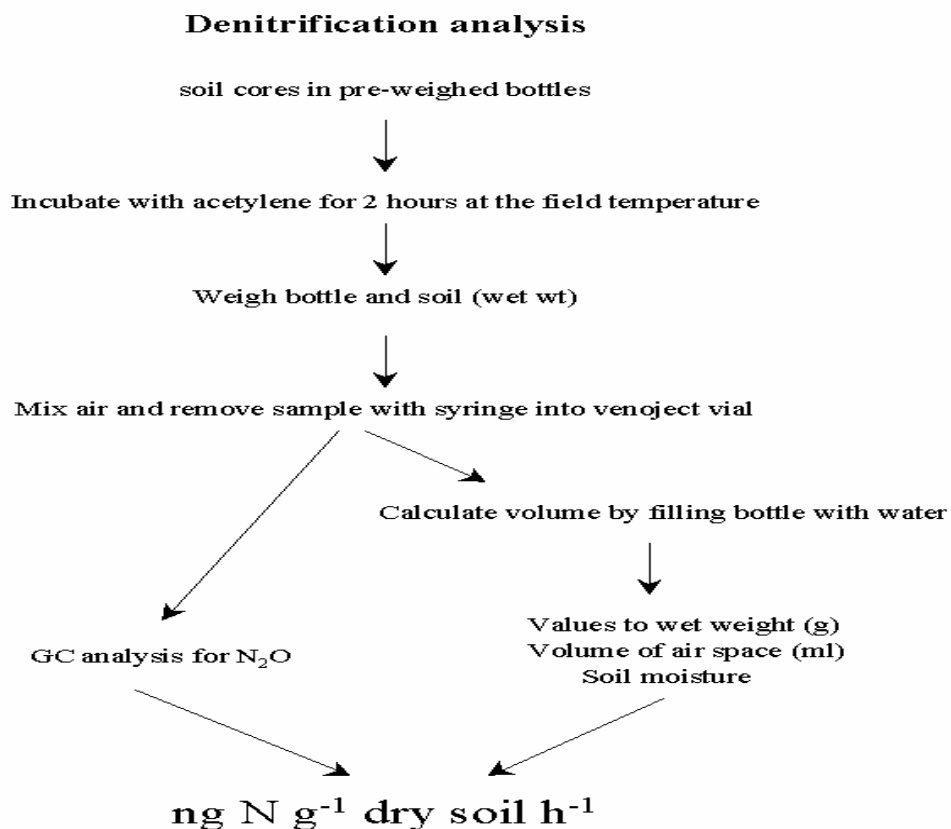 Denitrification analysis
soil cores in pre-weighed bottles
Incubate with acetylene for 2 hours at the field temperature
Weigh bottle and soil (wet wt)
Mix air and remove sample with syringe into venoject vial
Calculate volume by filling bottle with water
GC analysis for N₂O
Values to wet weight (g)
Volume of air space (ml)
Soil moisture
ng N g⁻¹ dry soil h⁻¹